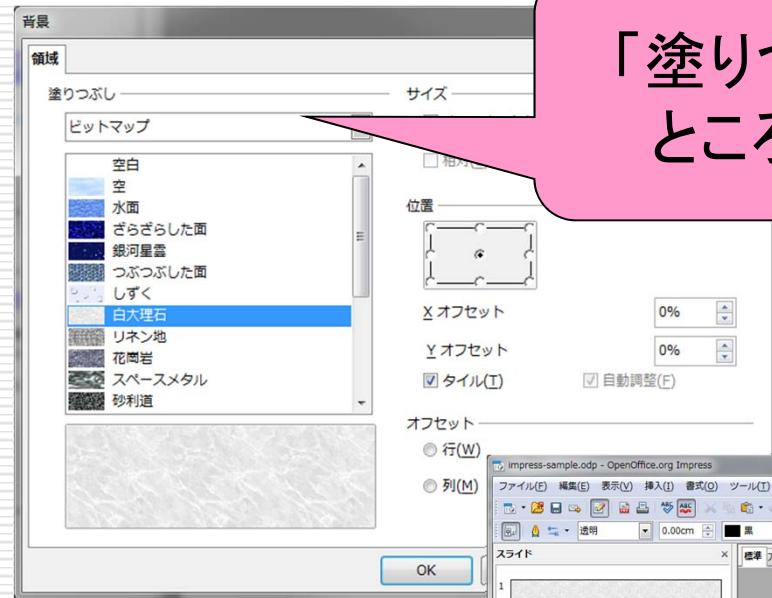 背景
領域
塗りつぶし
ビットマップ
空白
空
水面
ざらざらした面
銀河星雲
つぶつぶした面
しずく
白大理石
リネン地
花崗岩
スペースメタル
砂利道
サイズ
相対
位置
X オフセット 0%
Y オフセット 0%
タイル(T) 自動調整(F)
オフセット
行(W)
列(M)
OK
「塗りつ
ところ
impress-sample.odp - OpenOffice.org Impress
ファイル(F) 編集(E) 表示(V) 挿入(I) 書式(O) ツール(T)
透明 0.00cm 黒
スライド × 標準
1